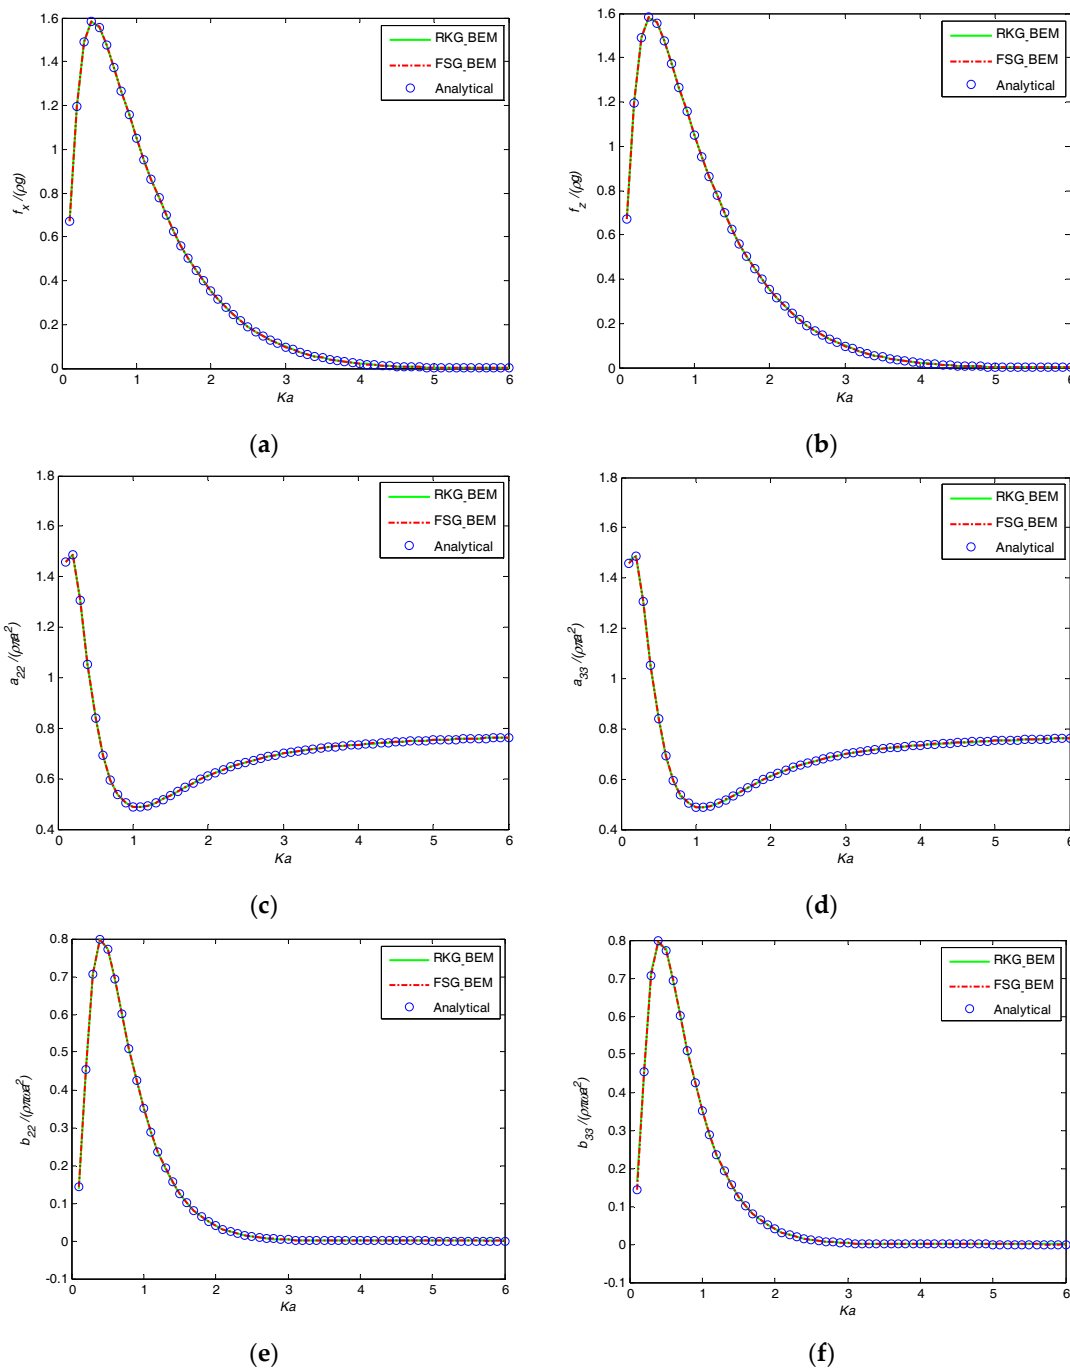 1.6
1.4
1.2
1
0.8
0.6
0.4
0.2
0
f_x /(ρg)
RKG_BEM
FSG_BEM
Analytical
0 1 2 3 4 5 6
Ka
(a)
1.6
1.4
1.2
1
0.8
0.6
0.4
0.2
0
f_z /(ρg)
RKG_BEM
FSG_BEM
Analytical
0 1 2 3 4 5 6
Ka
(b)
1.8
1.6
1.4
1.2
1
0.8
0.6
0.4
a_22 /(ρπa²)
RKG_BEM
FSG_BEM
Analytical
0 1 2 3 4 5 6
Ka
(c)
1.8
1.6
1.4
1.2
1
0.8
0.6
0.4
a_33 /(ρπa²)
RKG_BEM
FSG_BEM
Analytical
0 1 2 3 4 5 6
Ka
(d)
0.8
0.7
0.6
0.5
0.4
0.3
0.2
0.1
0
-0.1
b_22 /(ρπωa²)
RKG_BEM
FSG_BEM
Analytical
0 1 2 3 4 5 6
Ka
(e)
0.8
0.7
0.6
0.5
0.4
0.3
0.2
0.1
0
-0.1
b_33 /(ρπωa²)
RKG_BEM
FSG_BEM
Analytical
0 1 2 3 4 5 6
Ka
(f)